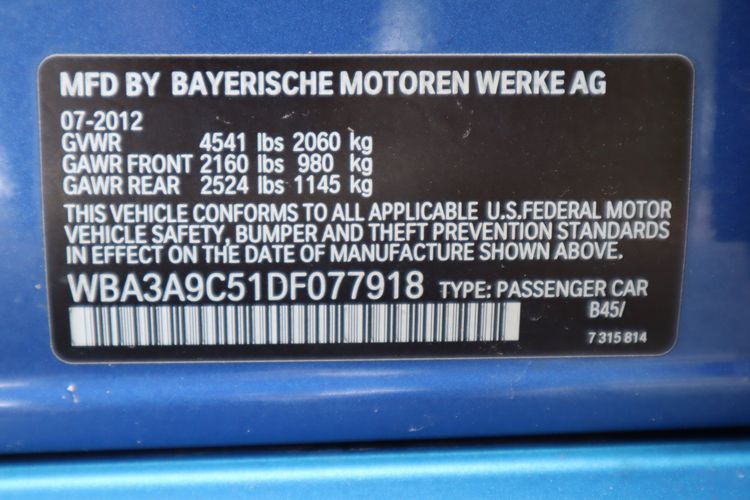 MFD BY BAYERISCHE MOTOREN WERKE AG
07-2012
GVWR 4541 lbs 2060 kg
GAWR FRONT 2160 lbs 980 kg
GAWR REAR 2524 lbs 1145 kg
THIS VEHICLE CONFORMS TO ALL APPLICABLE U.S.FEDERAL MOTOR
VEHICLE SAFETY, BUMPER AND THEFT PREVENTION STANDARDS
IN EFFECT ON THE DATE OF MANUFACTURE SHOWN ABOVE.
WBA3A9C51DF077918 TYPE: PASSENGER CAR
B45/
7 315 814